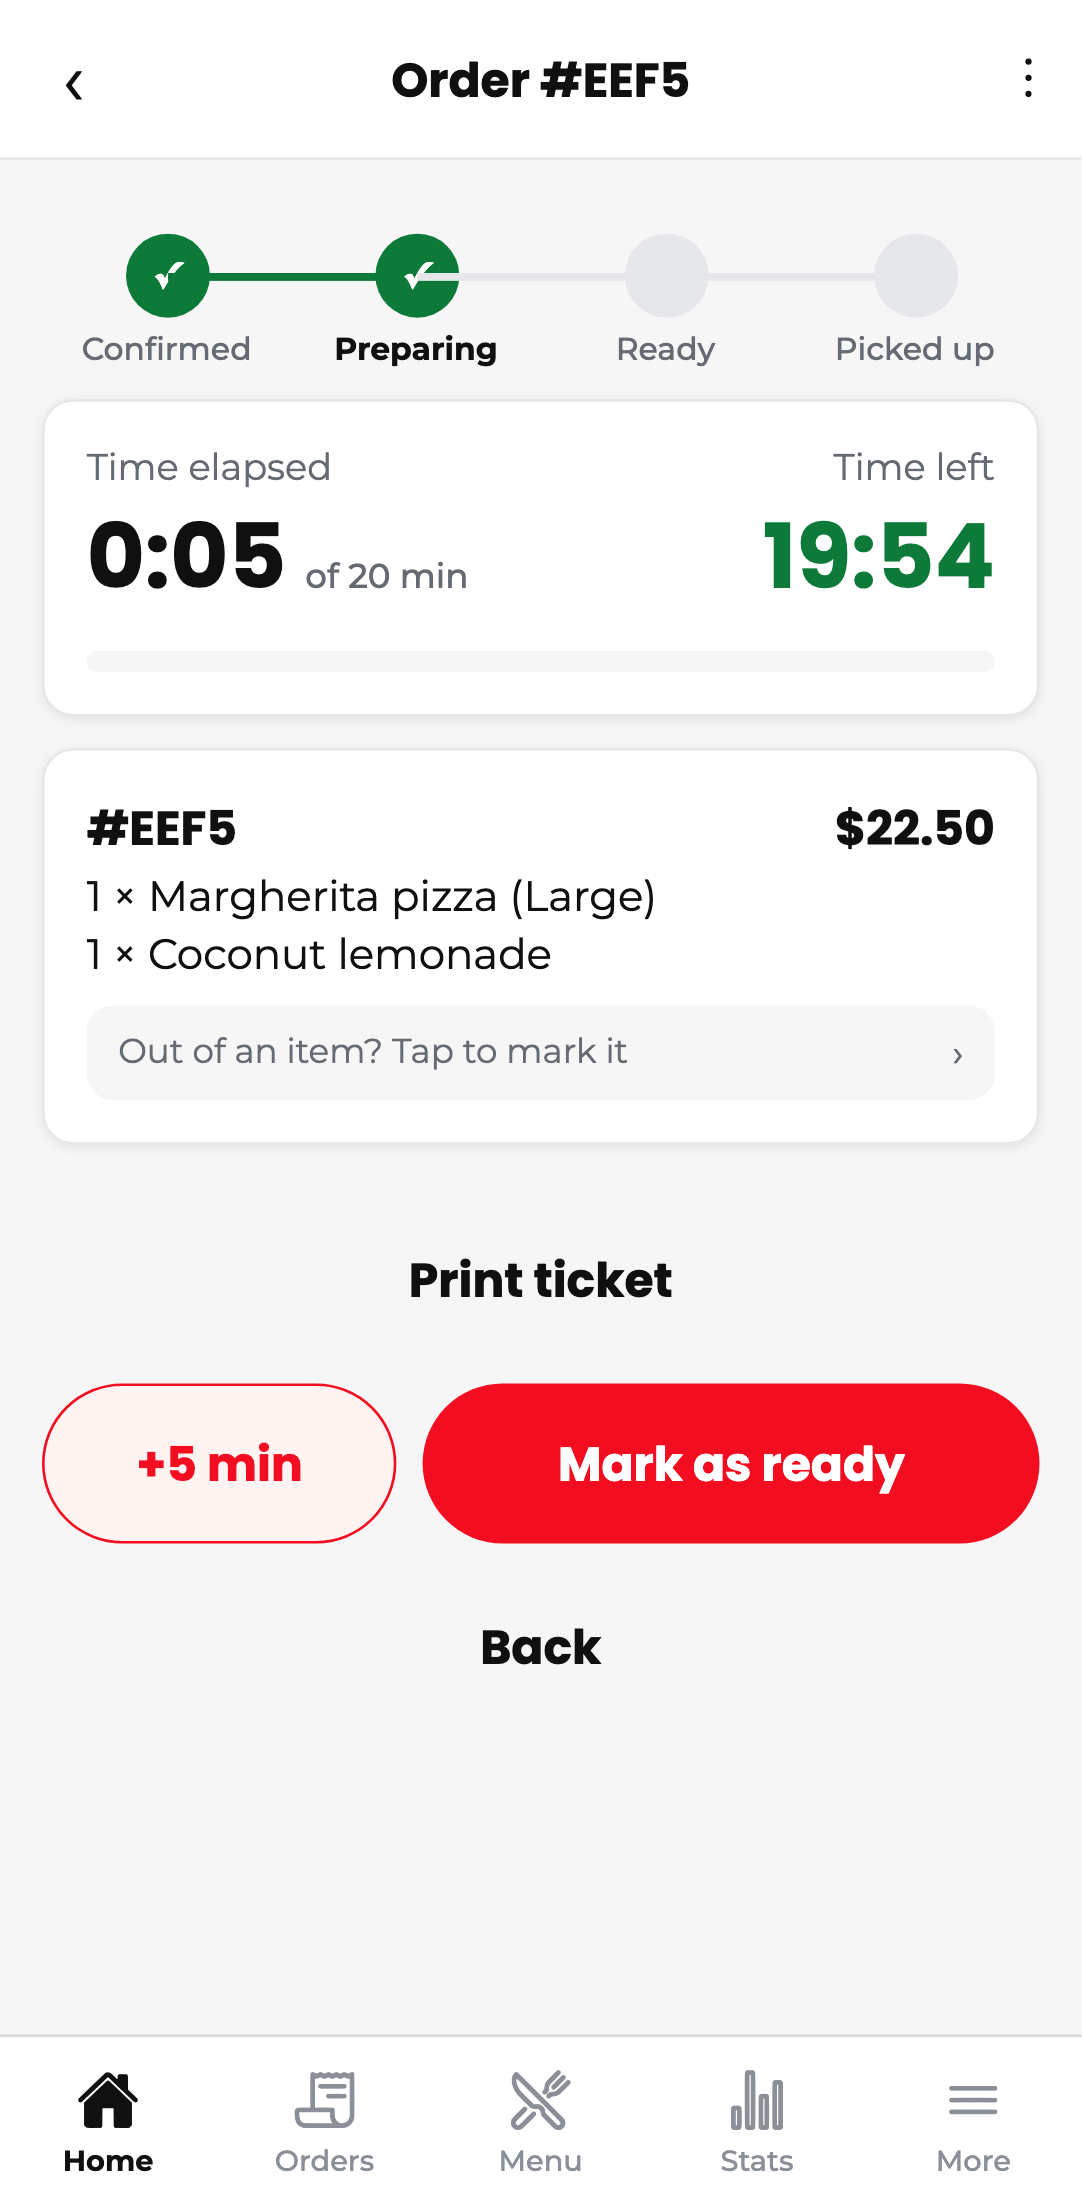 Order #EEF5
Confirmed Preparing Ready Picked up
Time elapsed Time left
0:05 of 20 min 19:54
#EEF5 $22.50
1 × Margherita pizza (Large)
1 × Coconut lemonade
Out of an item? Tap to mark it
Print ticket
+5 min Mark as ready
Back
Home Orders Menu Stats More